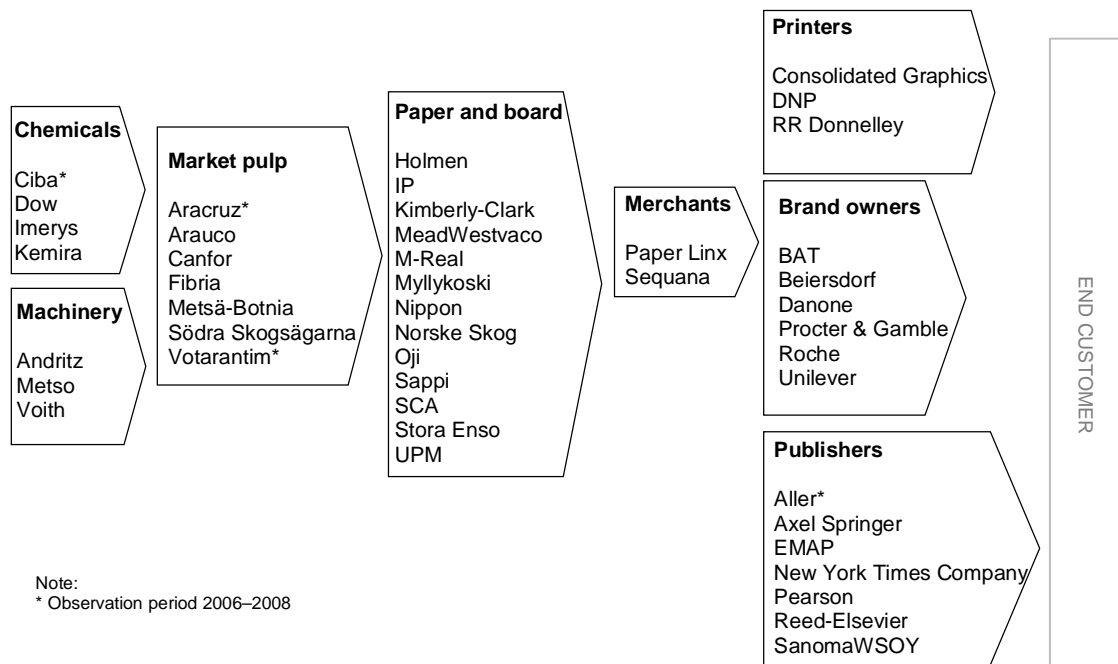 Chemicals
Ciba*
Dow
Imerys
Kemira
Machinery
Andritz
Metso
Voith
Market pulp
Aracruz*
Arauco
Canfor
Fibria
Metsä-Botnia
Södra Skogsägarna
Votarantim*
Paper and board
Holmen
IP
Kimberly-Clark
MeadWestvaco
M-Real
Myllykoski
Nippon
Norske Skog
Oji
Sappi
SCA
Stora Enso
UPM
Merchants
Paper Linx
Sequana
Printers
Consolidated Graphics
DNP
RR Donnelley
Brand owners
BAT
Beiersdorf
Danone
Procter & Gamble
Roche
Unilever
Publishers
Aller*
Axel Springer
EMAP
New York Times Company
Pearson
Reed-Elsevier
SanomaWSOY
END CUSTOMER
Note:
* Observation period 2006–2008